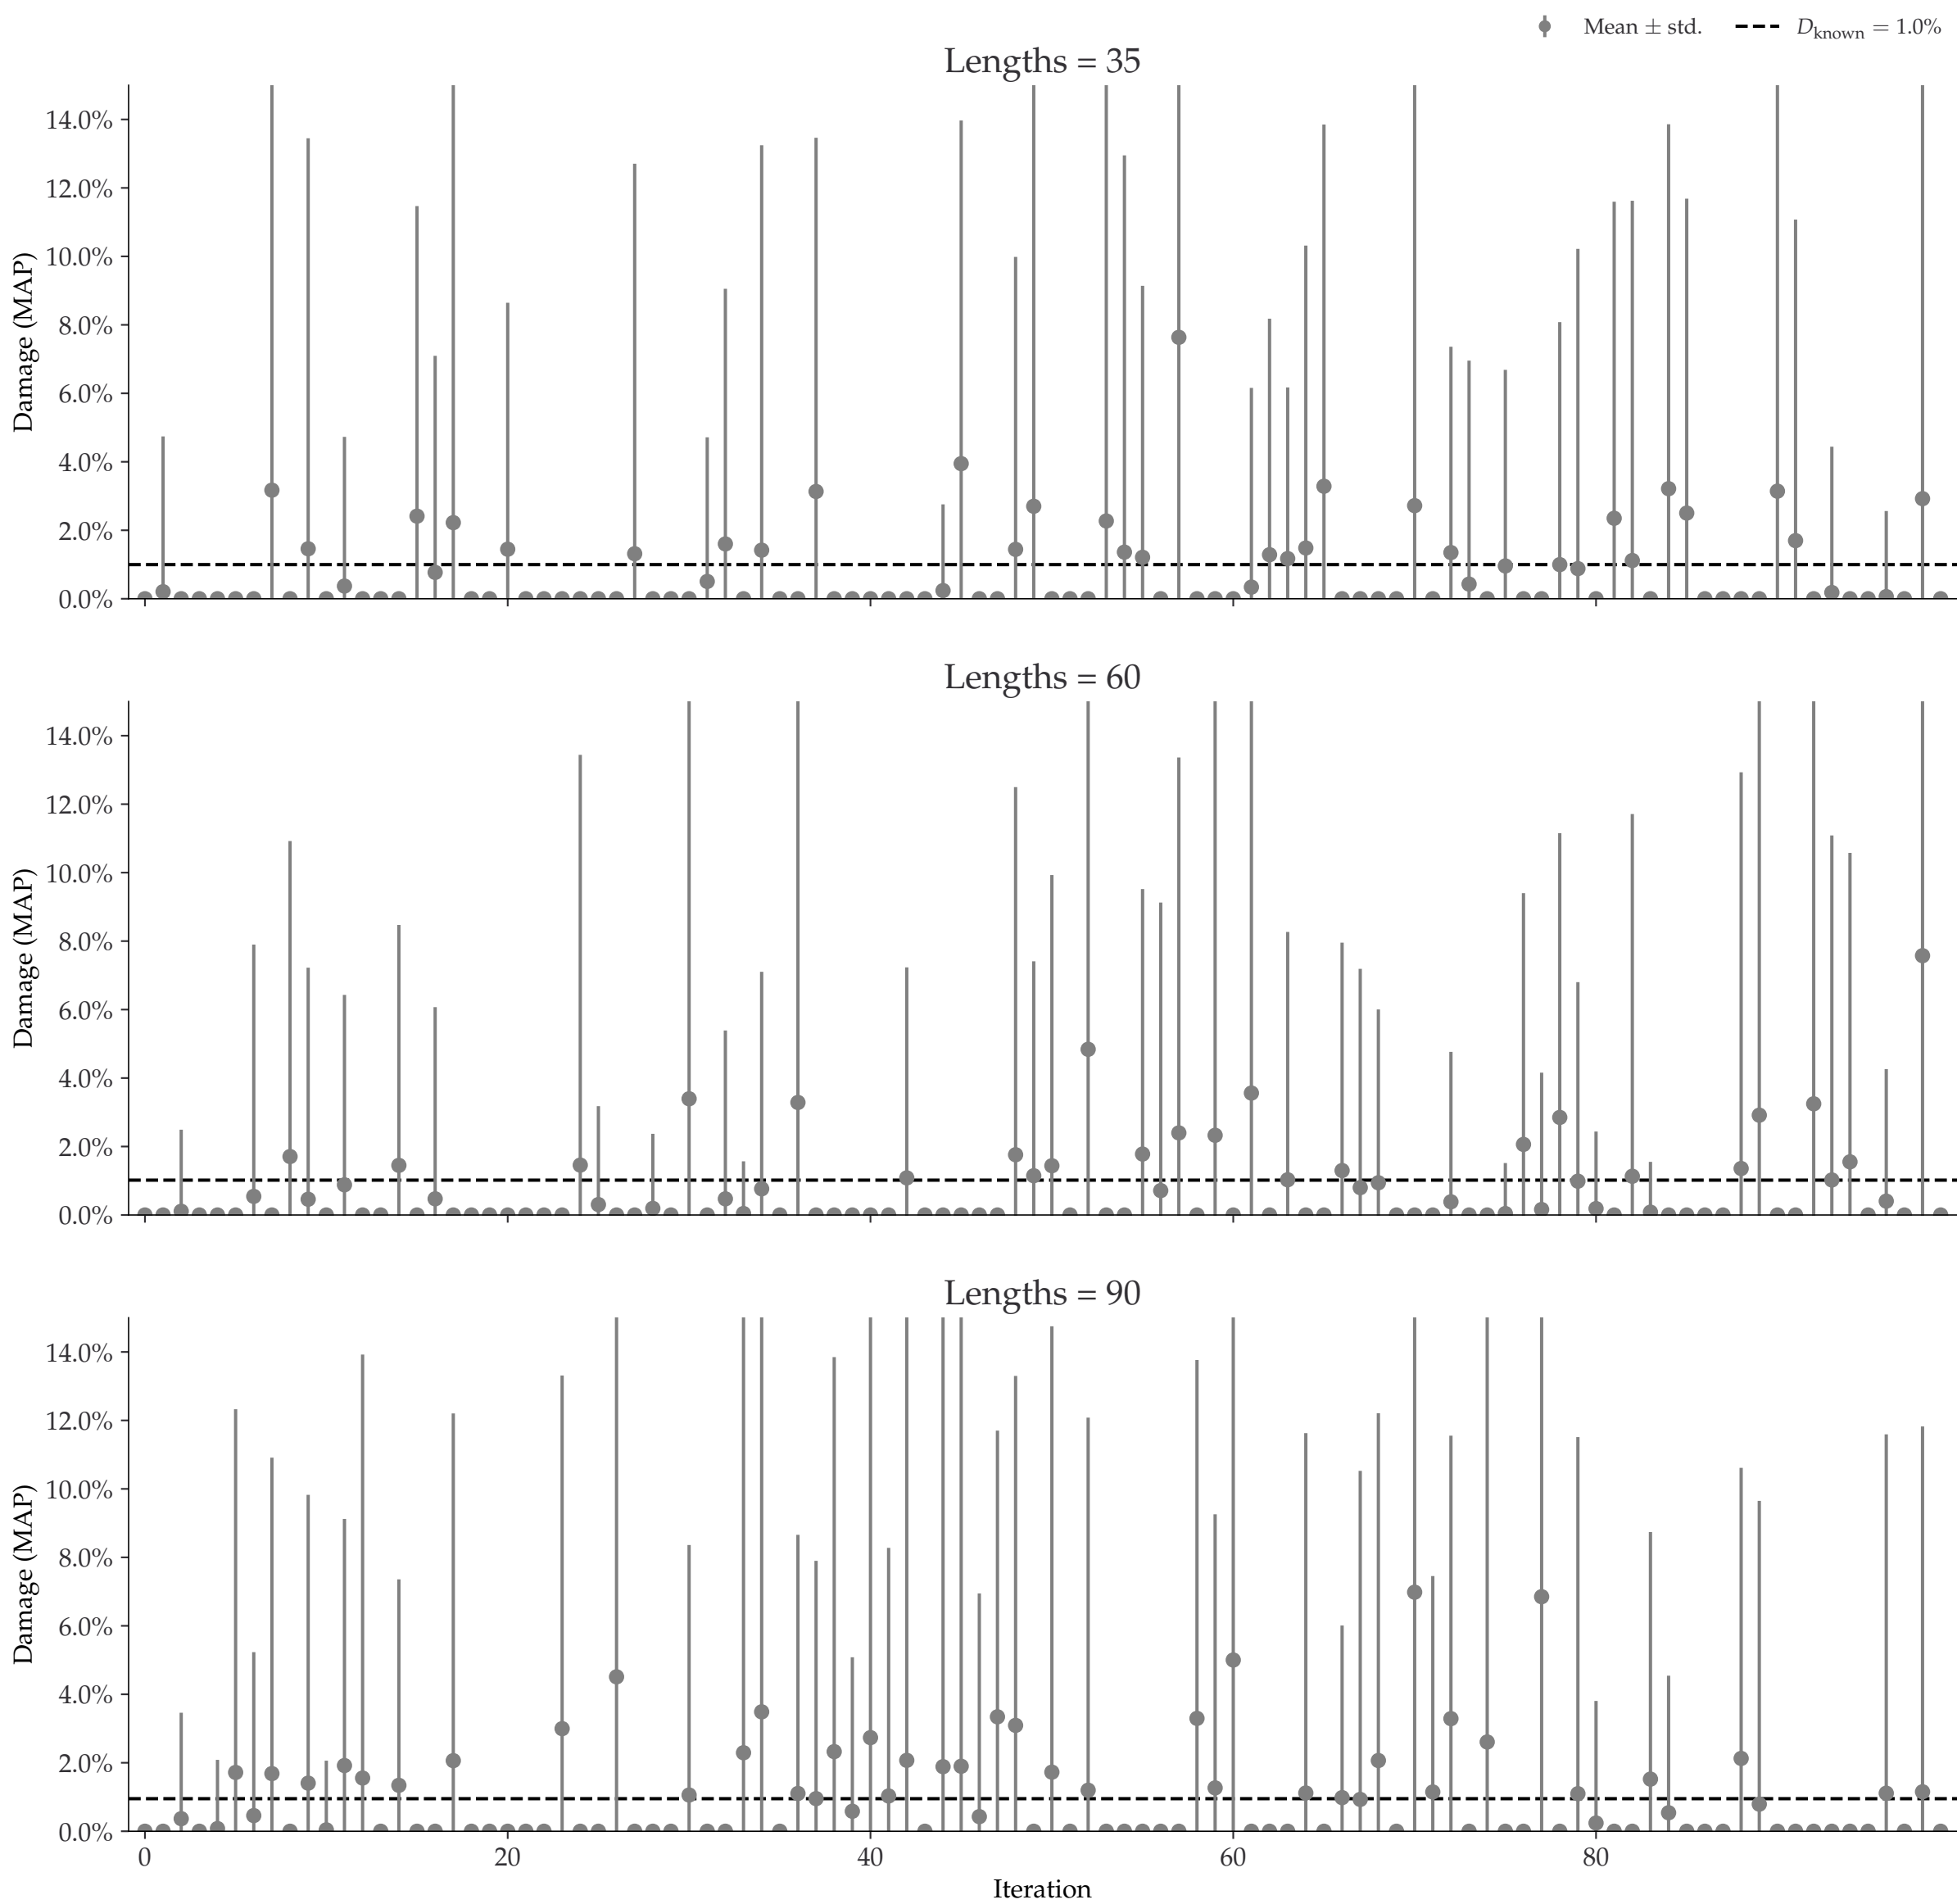 Mean ± std. D_known = 1.0%
Lengths = 35
Damage (MAP)
14.0%
12.0%
10.0%
8.0%
6.0%
4.0%
2.0%
0.0%
Lengths = 60
Damage (MAP)
14.0%
12.0%
10.0%
8.0%
6.0%
4.0%
2.0%
0.0%
Lengths = 90
Damage (MAP)
14.0%
12.0%
10.0%
8.0%
6.0%
4.0%
2.0%
0.0%
0 20 40 60 80
Iteration